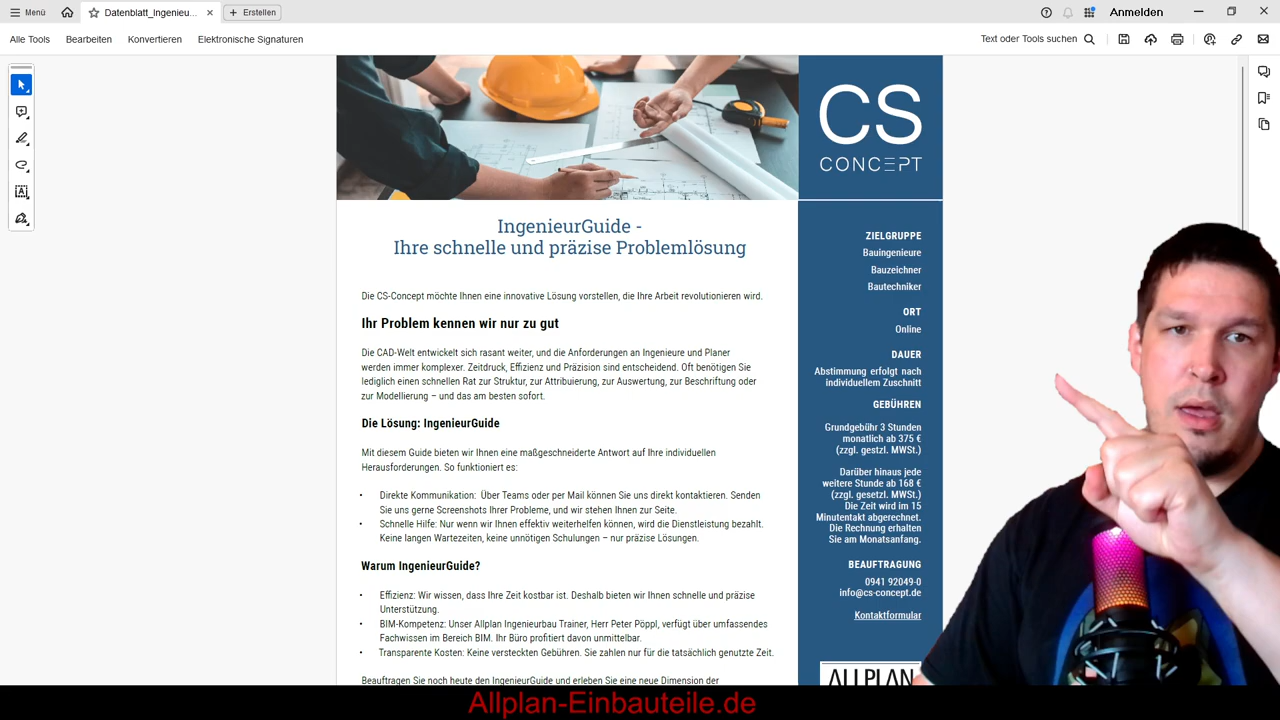 Menü
Datenblatt_Ingenieu...
Erstellen
Anmelden
Alle Tools
Bearbeiten
Konvertieren
Elektronische Signaturen
Text oder Tools suchen
CS
CONCEPT
IngenieurGuide -
Ihre schnelle und präzise Problemlösung
Die CS-Concept möchte Ihnen eine innovative Lösung vorstellen, die Ihre Arbeit revolutionieren wird.
Ihr Problem kennen wir nur zu gut
Die CAD-Welt entwickelt sich rasant weiter, und die Anforderungen an Ingenieure und Planer
werden immer komplexer. Zeitdruck, Effizienz und Präzision sind entscheidend. Oft benötigen Sie
lediglich einen schnellen Rat zur Struktur, zur Attribuierung, zur Auswertung, zur Beschriftung oder
zur Modellierung – und das am besten sofort.
Die Lösung: IngenieurGuide
Mit diesem Guide bieten wir Ihnen eine maßgeschneiderte Antwort auf Ihre individuellen
Herausforderungen. So funktioniert es:
• Direkte Kommunikation: Über Teams oder per Mail können Sie uns direkt kontaktieren. Senden
Sie uns gerne Screenshots Ihrer Probleme, und wir stehen Ihnen zur Seite.
• Schnelle Hilfe: Nur wenn wir Ihnen effektiv weiterhelfen können, wird die Dienstleistung bezahlt.
Keine langen Wartezeiten, keine unnötigen Schulungen – nur präzise Lösungen.
Warum IngenieurGuide?
• Effizienz: Wir wissen, dass Ihre Zeit kostbar ist. Deshalb bieten wir Ihnen schnelle und präzise
Unterstützung.
• BIM-Kompetenz: Unser Allplan Ingenieurbau Trainer, Herr Peter Pöppl, verfügt über umfassendes
Fachwissen im Bereich BIM. Ihr Büro profitiert davon unmittelbar.
• Transparente Kosten: Keine versteckten Gebühren. Sie zahlen nur für die tatsächlich genutzte Zeit.
Beauftragen Sie noch heute den IngenieurGuide und erleben Sie eine neue Dimension der
ZIELGRUPPE
Bauingenieure
Bauzeichner
Bautechniker
ORT
Online
DAUER
Abstimmung erfolgt nach
individuellem Zuschnitt
GEBÜHREN
Grundgebühr 3 Stunden
monatlich ab 375 €
(zzgl. gestzl. MWSt.)
Darüber hinaus jede
weitere Stunde ab 168 €
(zzgl. gesetzl. MWSt.)
Die Zeit wird im 15
Minutentakt abgerechnet.
Die Rechnung erhalten
Sie am Monatsanfang.
BEAUFTRAGUNG
0941 92049-0
info@cs-concept.de
Kontaktformular
ALLPLAN
Allplan-Einbauteile.de